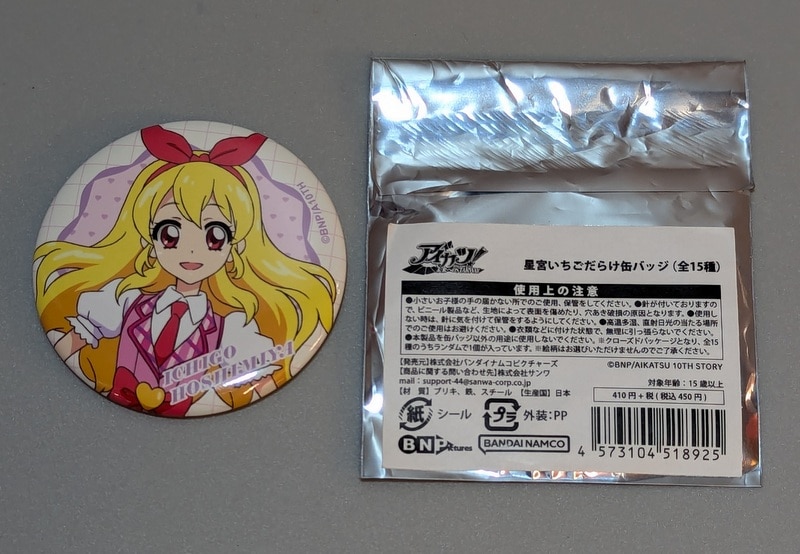 ©BNP/A10TH
ICHIGO
HOSHIMIYA
アイカツ!
星宮いちごだらけ缶バッジ(全15種)
使用上の注意
●小さいお子様の手の届かない所でのご使用、保管をしてください。●針が付いておりますの
で、ビニール製品など、生地によって表面を傷めたり、穴あき破損の原因となります。●使用し
ない時は、針に気を付けて保管をするようにしてください。●高温多湿、直射日光の当たる場所
でのご使用はお避けください。●衣類などに付けた状態で、無理に引っ張らないでください。
●本製品を缶バッジ以外の用途に使用しないでください。※クローズドパッケージとなり、全15
種のうちランダムで1個が入っています。※絵柄はお選びいただけませんのでご了承ください。
[発売元]株式会社バンダイナムコピクチャーズ
©BNP/AIKATSU 10TH STORY
[商品に関する問い合わせ先]株式会社サンワ
mail:support-44@sanwa-corp.co.jp
対象年齢:15歳以上
[材 質]ブリキ、鉄、スチール [生産国]日本
410円+税(税込450円)
紙 シール プラ 外装:PP
BNPictures BANDAI NAMCO
4 573104 518925